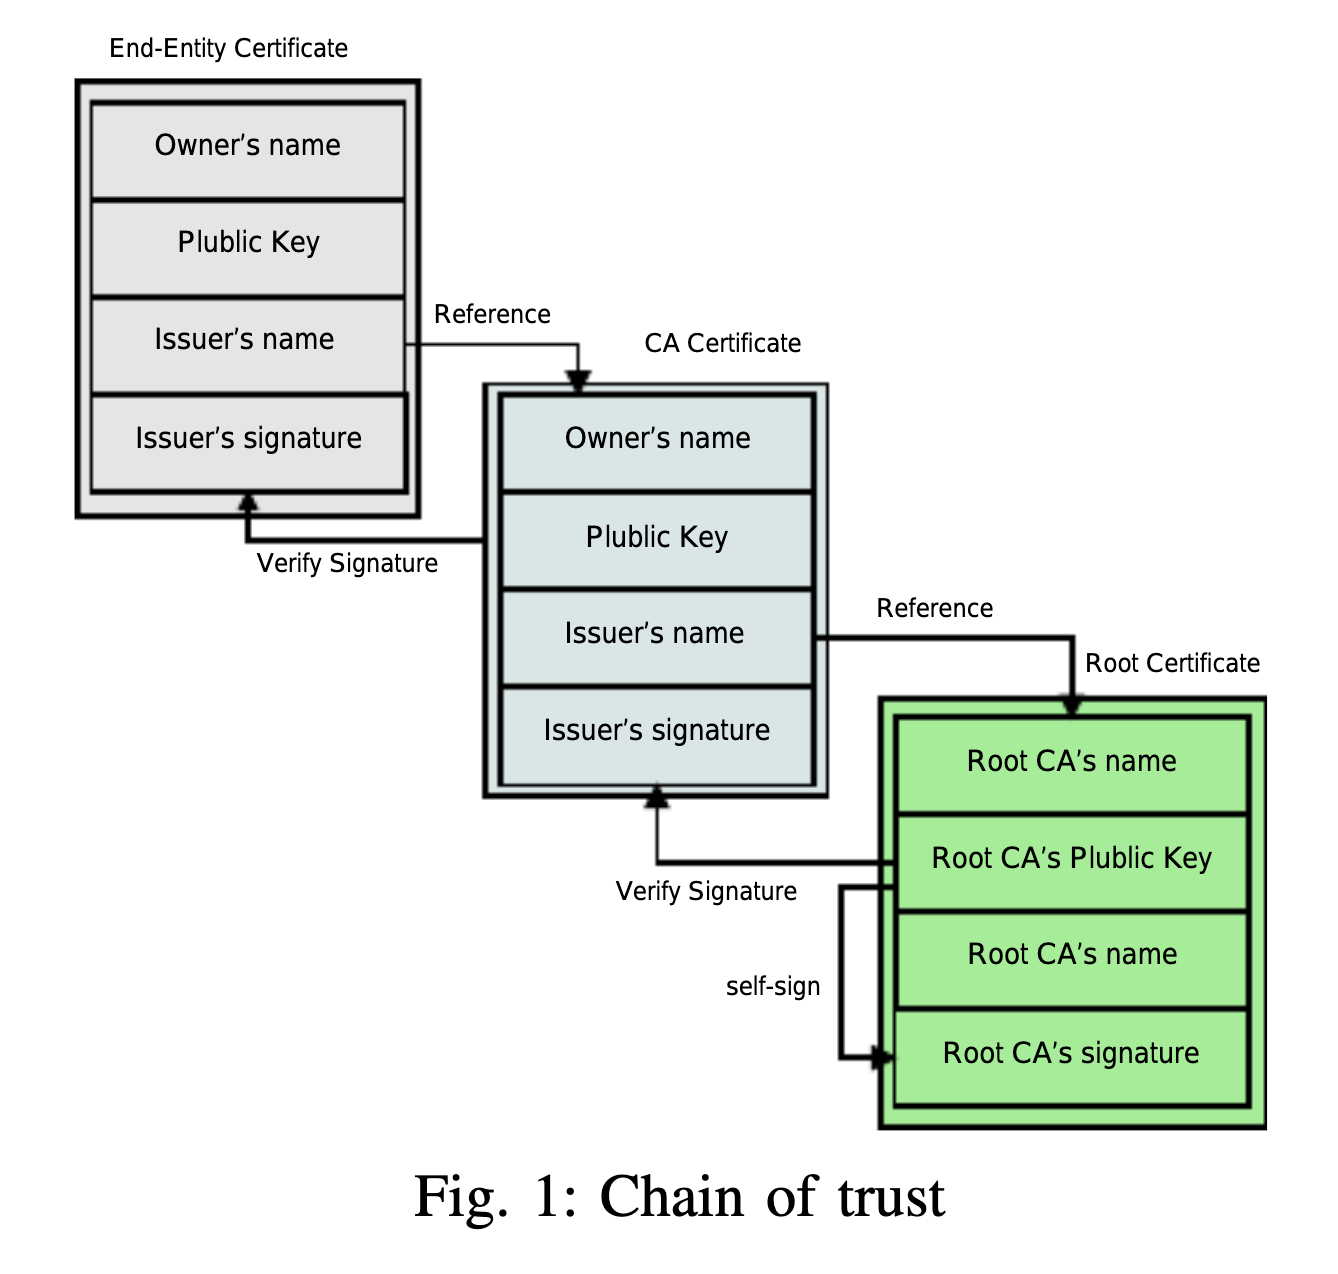 End-Entity Certificate
Owner’s name
Plublic Key
Issuer’s name
Issuer’s signature
Reference
Verify Signature
CA Certificate
Owner’s name
Plublic Key
Issuer’s name
Issuer’s signature
Reference
Verify Signature
Root Certificate
Root CA’s name
Root CA’s Plublic Key
Root CA’s name
Root CA’s signature
self-sign
Fig. 1: Chain of trust